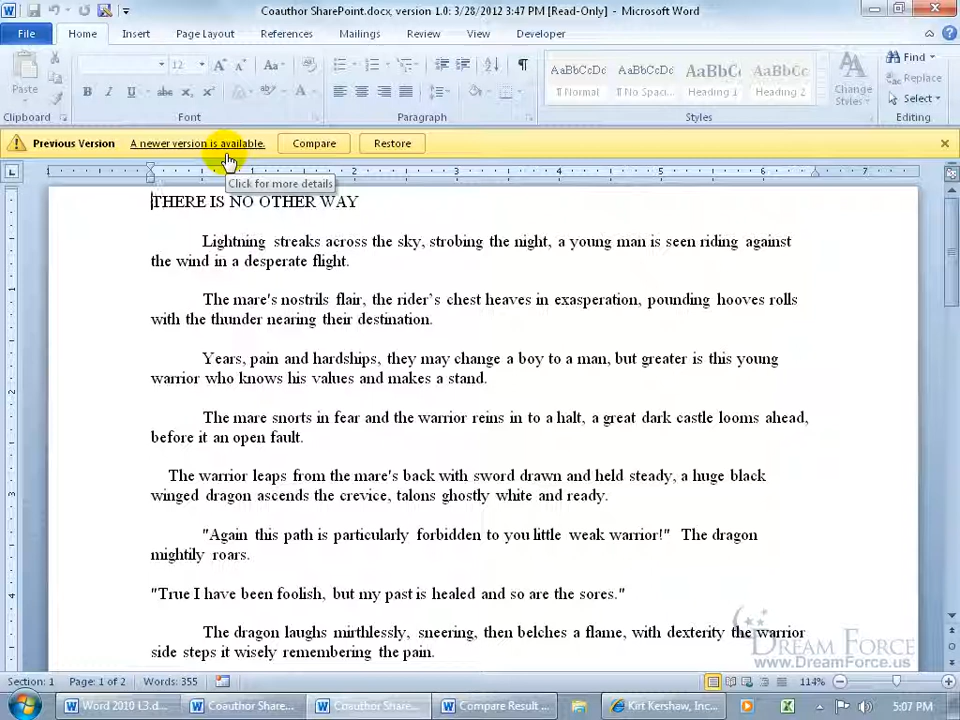 Coauthor SharePoint.docx, version 1.0: 3/28/2012 3:47 PM [Read-Only] - Microsoft Word
File Home Insert Page Layout References Mailings Review View Developer
Paste
12
Aa
B I U abc X₂ X²
AaBbCcDc AaBbCcDc AaBbC( AaBbCc
¶ Normal ¶ No Spaci... Heading 1 Heading 2
Change Styles
Find
Replace
Select
Clipboard Font Paragraph Styles Editing
Previous Version A newer version is available. Compare Restore
Click for more details
THERE IS NO OTHER WAY
Lightning streaks across the sky, strobing the night, a young man is seen riding against
the wind in a desperate flight.
The mare's nostrils flair, the rider's chest heaves in exasperation, pounding hooves rolls
with the thunder nearing their destination.
Years, pain and hardships, they may change a boy to a man, but greater is this young
warrior who knows his values and makes a stand.
The mare snorts in fear and the warrior reins in to a halt, a great dark castle looms ahead,
before it an open fault.
The warrior leaps from the mare's back with sword drawn and held steady, a huge black
winged dragon ascends the crevice, talons ghostly white and ready.
"Again this path is particularly forbidden to you little weak warrior!" The dragon
mightily roars.
"True I have been foolish, but my past is healed and so are the sores."
The dragon laughs mirthlessly, sneering, then belches a flame, with dexterity the warrior
side steps it wisely remembering the pain.
DREAM FORCE
www.DreamForce.us
Section: 1 Page: 1 of 2 Words: 355 114%
Word 2010 L3.d... Coauthor Share... Coauthor Share... Compare Result ... Kirt Kershaw, Inc... 5:07 PM